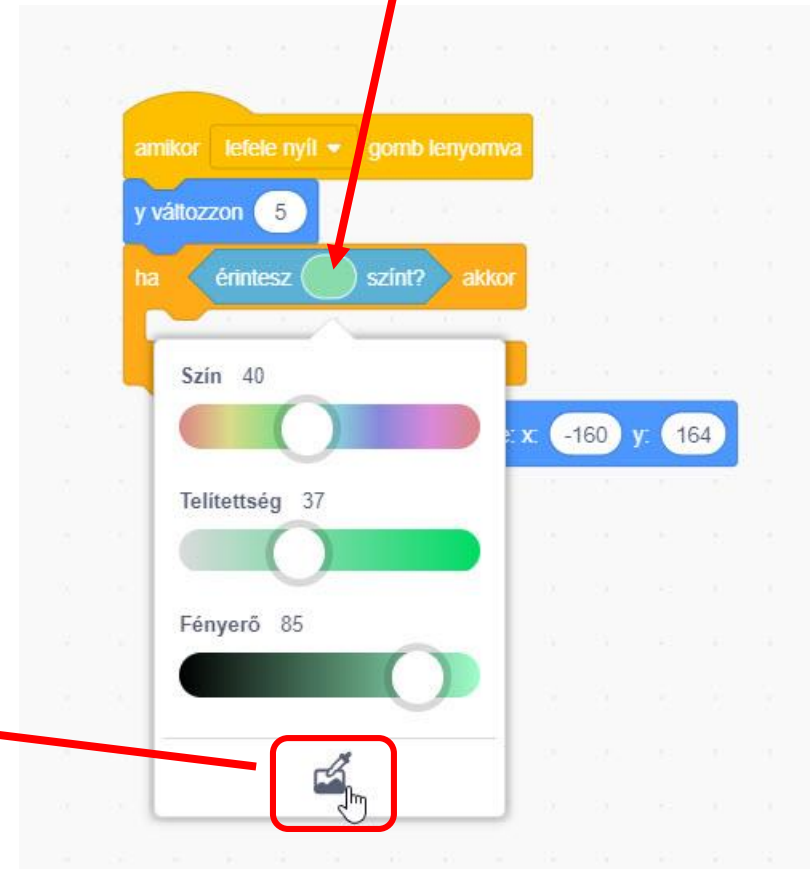 amikor lefele nyíl gomb lenyomva
y változzon 5
ha érintesz színt? akkor
Szín 40
x: -160 y: 164
Telítettség 37
Fényerő 85